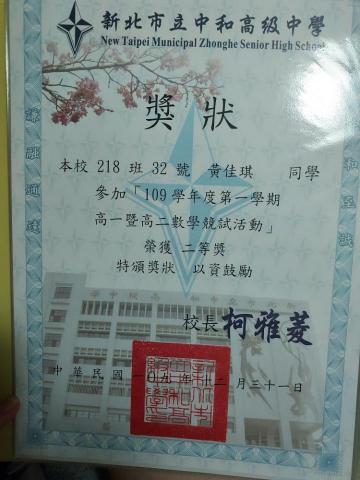 新北市立中和高級中學
New Taipei Municipal Zhonghe Senior High School
獎狀
本校 218 班 32 號 黃佳琪 同學
參加「109 學年度第一學期
高一暨高二數學競試活動」
榮獲 二等獎
特頒獎狀 以資鼓勵
校長 柯雅菱
中華民國一〇九年十二月三十一日